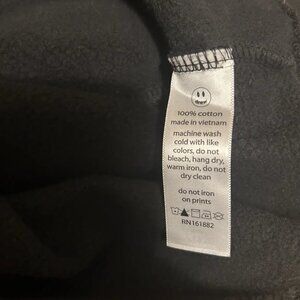 100% cotton
made in vietnam
machine wash
cold with like
colors, do not
bleach, hang dry,
warm iron, do not
dry clean
do not iron
on prints
RN161882